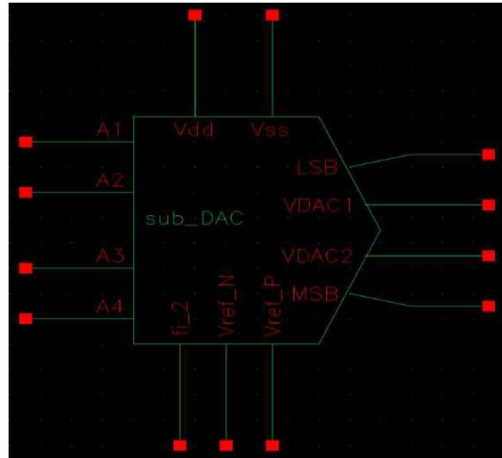 Vdd
Vss
A1
LSB
A2
VDAC1
sub_DAC
A3
VDAC2
MSB
A4
fi_2
Vref_N
Vref_P